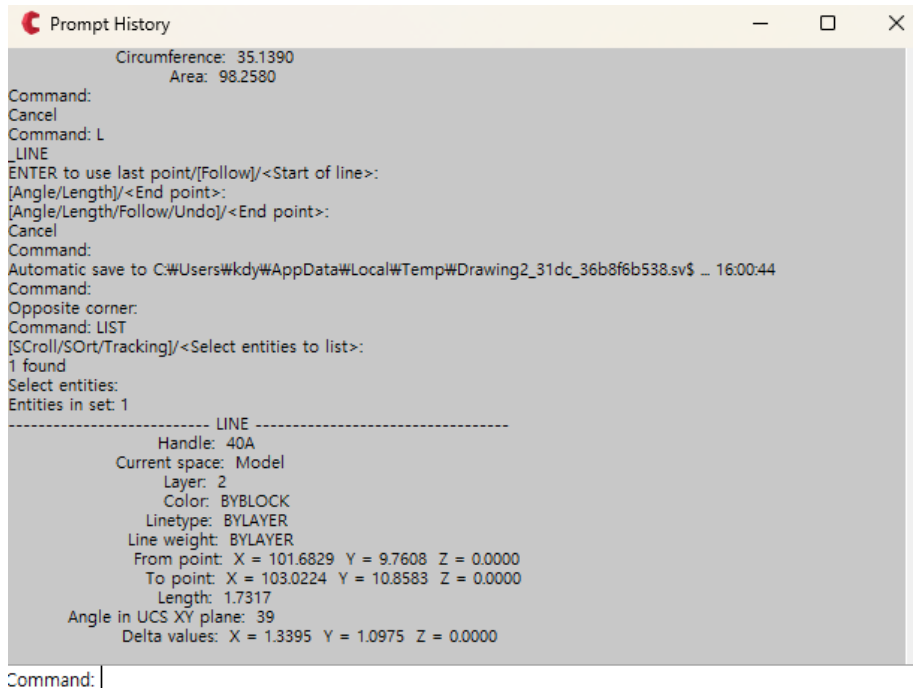 Prompt History
Circumference: 35.1390
Area: 98.2580
Command:
Cancel
Command: L
_LINE
ENTER to use last point/[Follow]/<Start of line>:
[Angle/Length]/<End point>:
[Angle/Length/Follow/Undo]/<End point>:
Cancel
Command:
Automatic save to C:₩Users₩kdy₩AppData₩Local₩Temp₩Drawing2_31dc_36b8f6b538.sv$ ... 16:00:44
Command:
Opposite corner:
Command: LIST
[SCroll/SOrt/Tracking]/<Select entities to list>:
1 found
Select entities:
Entities in set: 1
--------------------------- LINE ----------------------------------
Handle: 40A
Current space: Model
Layer: 2
Color: BYBLOCK
Linetype: BYLAYER
Line weight: BYLAYER
From point: X = 101.6829 Y = 9.7608 Z = 0.0000
To point: X = 103.0224 Y = 10.8583 Z = 0.0000
Length: 1.7317
Angle in UCS XY plane: 39
Delta values: X = 1.3395 Y = 1.0975 Z = 0.0000
Command: